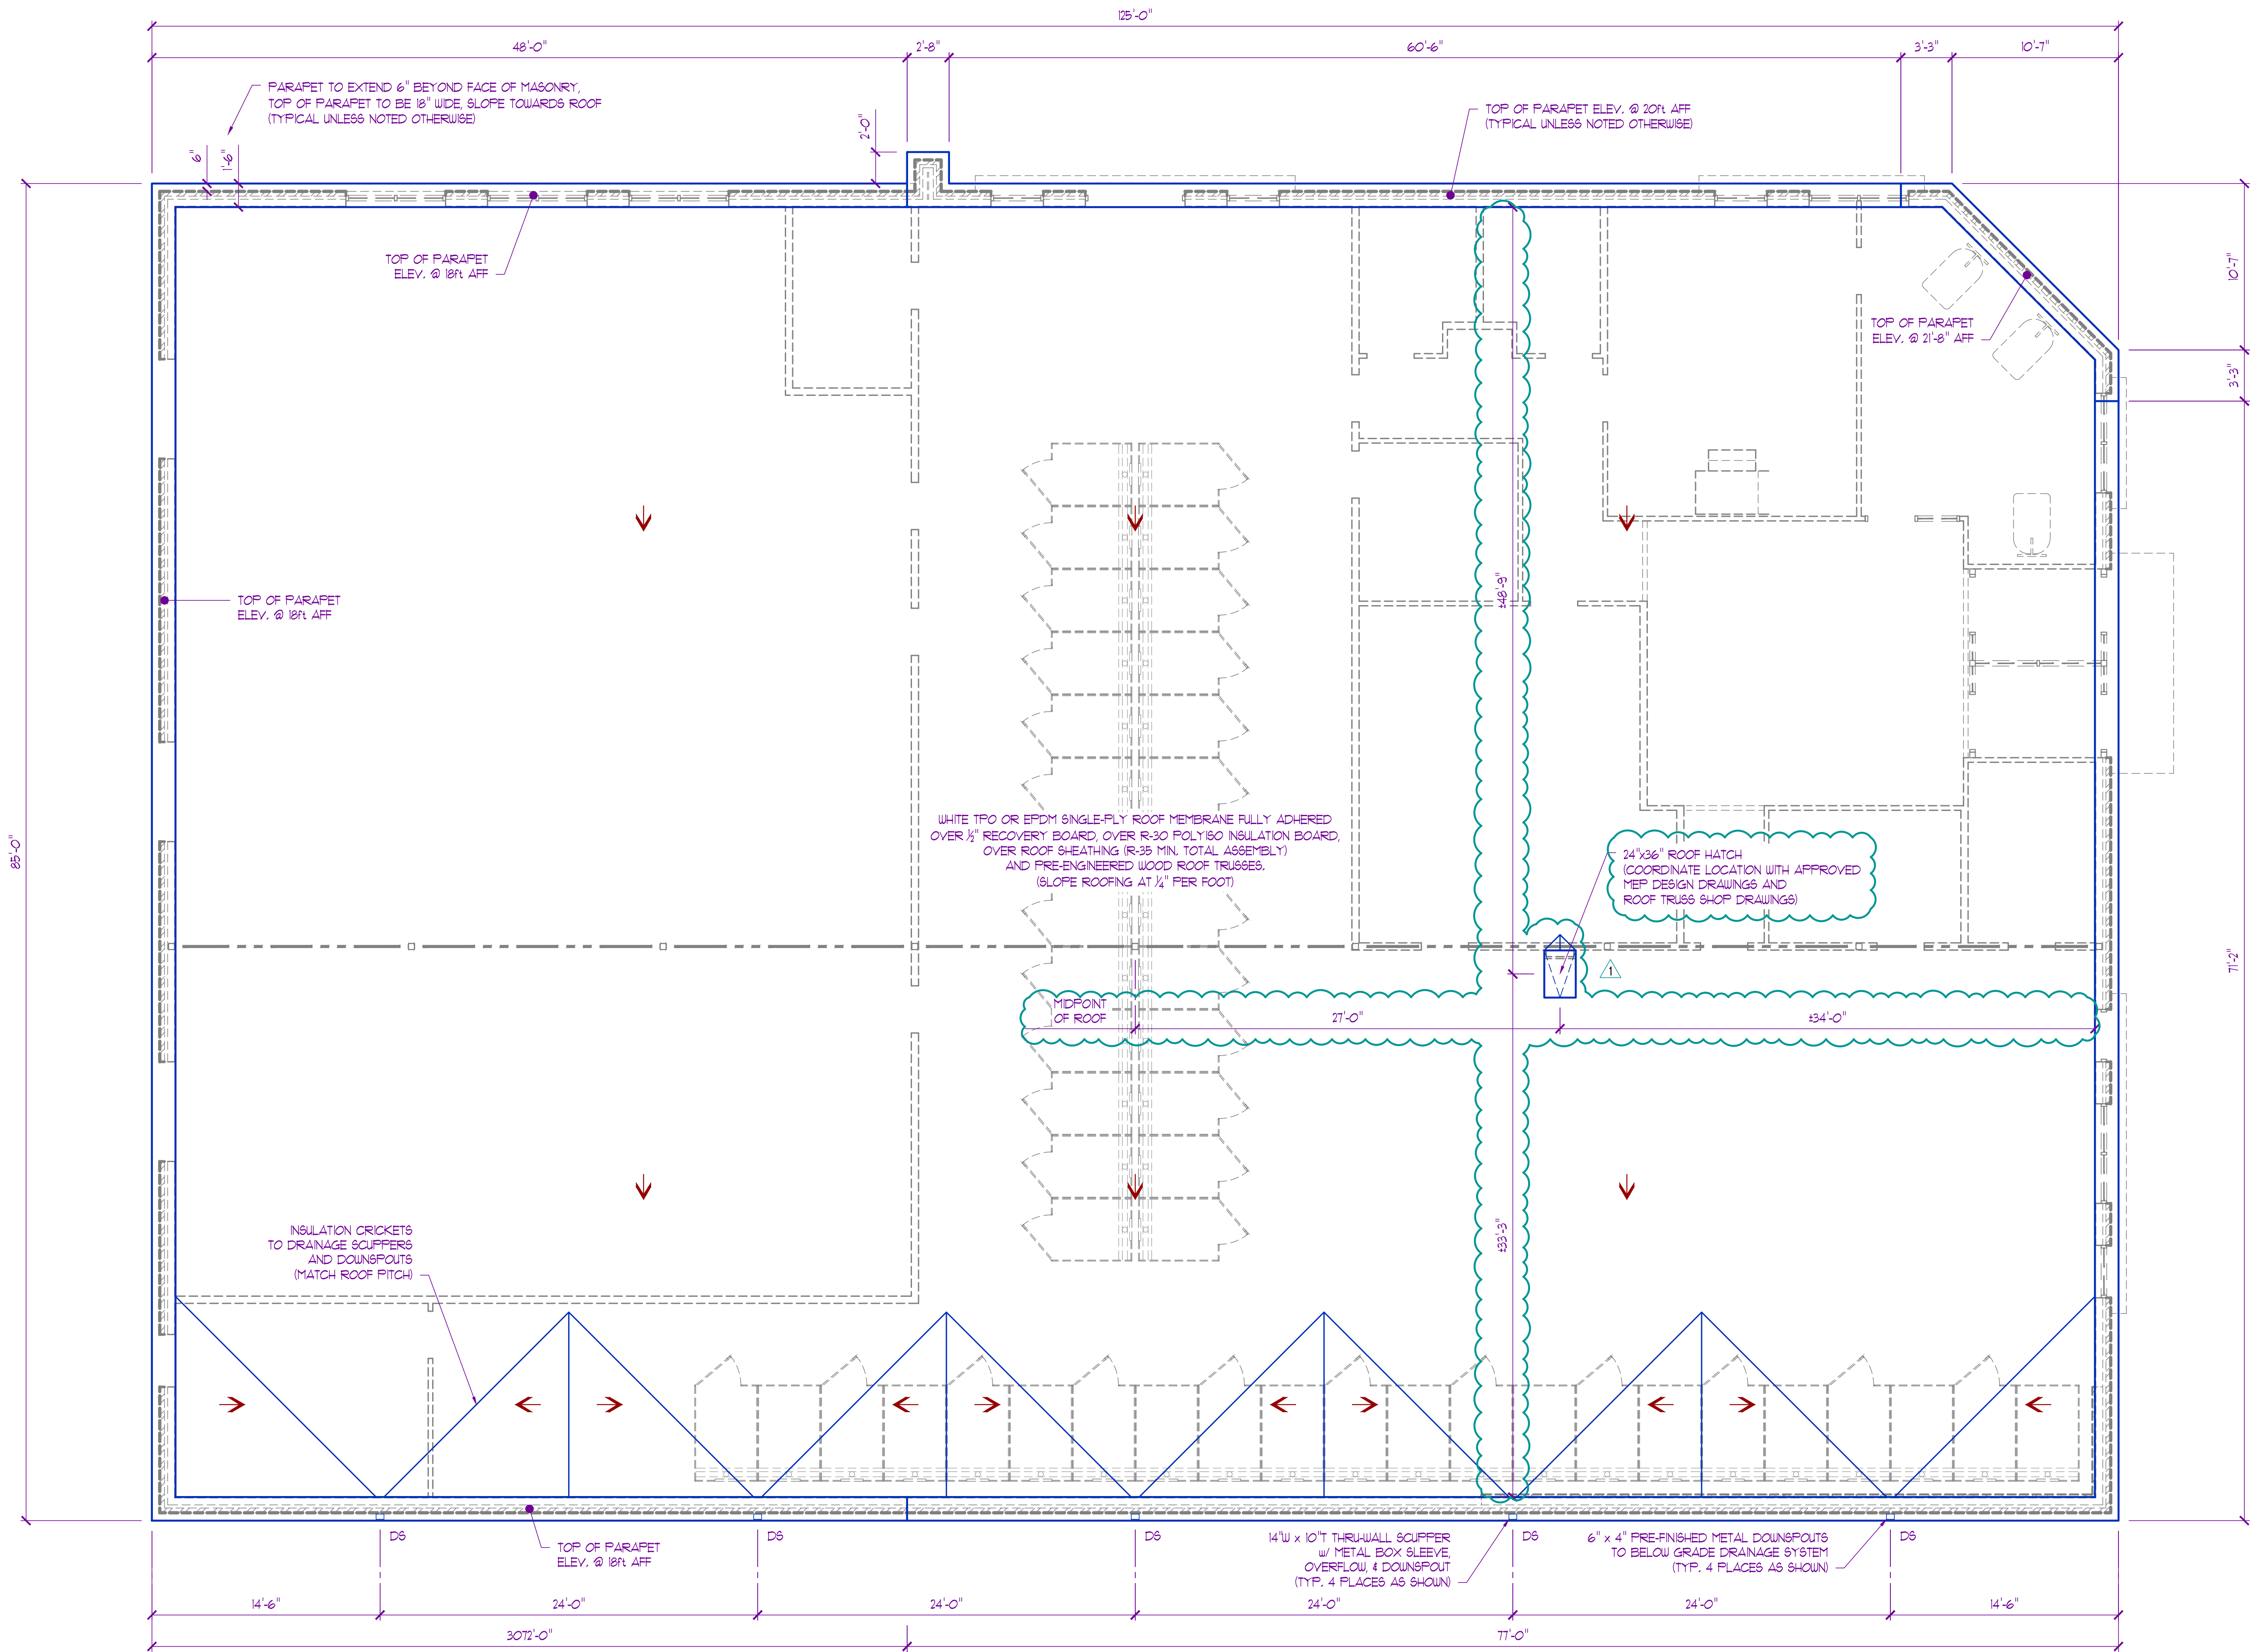 125'-0"
48'-0"
2'-8"
60'-6"
3'-3"
10'-7"
PARAPET TO EXTEND 6" BEYOND FACE OF MASONRY,
TOP OF PARAPET TO BE 18" WIDE, SLOPE TOWARDS ROOF
(TYPICAL UNLESS NOTED OTHERWISE)
2'-0"
TOP OF PARAPET ELEV. @ 20ft AFF
(TYPICAL UNLESS NOTED OTHERWISE)
6"
1'-6"
TOP OF PARAPET
ELEV. @ 18ft AFF
10'-7"
TOP OF PARAPET
ELEV. @ 21'-8" AFF
3'-3"
TOP OF PARAPET
ELEV. @ 18ft AFF
±48'-9"
85'-0"
WHITE TPO OR EPDM SINGLE-PLY ROOF MEMBRANE FULLY ADHERED
OVER ½" RECOVERY BOARD, OVER R-30 POLYISO INSULATION BOARD,
OVER ROOF SHEATHING (R-35 MIN. TOTAL ASSEMBLY)
AND PRE-ENGINEERED WOOD ROOF TRUSSES.
(SLOPE ROOFING AT ¼" PER FOOT)
24"x36" ROOF HATCH
(COORDINATE LOCATION WITH APPROVED
MEP DESIGN DRAWINGS AND
ROOF TRUSS SHOP DRAWINGS)
1
71'-2"
MIDPOINT
OF ROOF
27'-0"
±34'-0"
INSULATION CRICKETS
TO DRAINAGE SCUPPERS
AND DOWNSPOUTS
(MATCH ROOF PITCH)
±33'-3"
DS
DS
DS
DS
DS
TOP OF PARAPET
ELEV. @ 18ft AFF
14"W x 10"T THRU-WALL SCUPPER
w/ METAL BOX SLEEVE,
OVERFLOW, & DOWNSPOUT
(TYP. 4 PLACES AS SHOWN)
6" x 4" PRE-FINISHED METAL DOWNSPOUTS
TO BELOW GRADE DRAINAGE SYSTEM
(TYP. 4 PLACES AS SHOWN)
14'-6"
24'-0"
24'-0"
24'-0"
24'-0"
14'-6"
3072'-0"
77'-0"